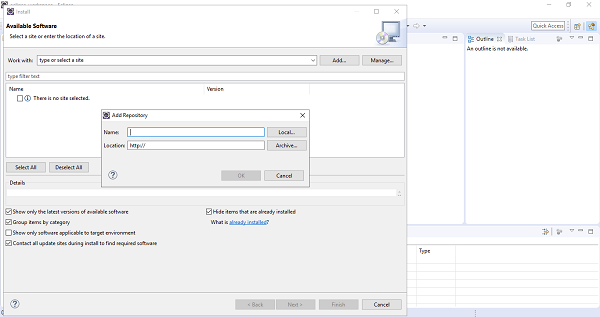 Install
Available Software
Select a site or enter the location of a site.
Work with:
type or select a site
Add...
Manage...
type filter text
Name
Version
There is no site selected.
Add Repository
Name:
Local...
Location:
http://
Archive...
OK
Cancel
Select All
Deselect All
Details
Show only the latest versions of available software
Hide items that are already installed
Group items by category
What is already installed?
Show only software applicable to target environment
Contact all update sites during install to find required software
< Back
Next >
Finish
Cancel
Quick Access
Outline
Task List
An outline is not available.
Type